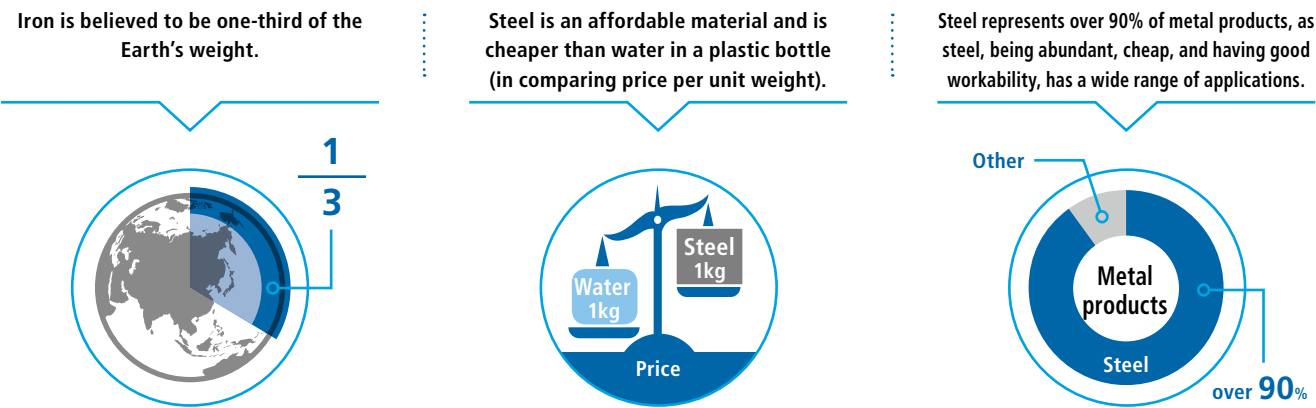 Iron is believed to be one-third of the
Earth’s weight.
1
3
Steel is an affordable material and is
cheaper than water in a plastic bottle
(in comparing price per unit weight).
Water
1kg
Steel
1kg
Price
Steel represents over 90% of metal products, as
steel, being abundant, cheap, and having good
workability, has a wide range of applications.
Other
Metal
products
Steel
over 90%